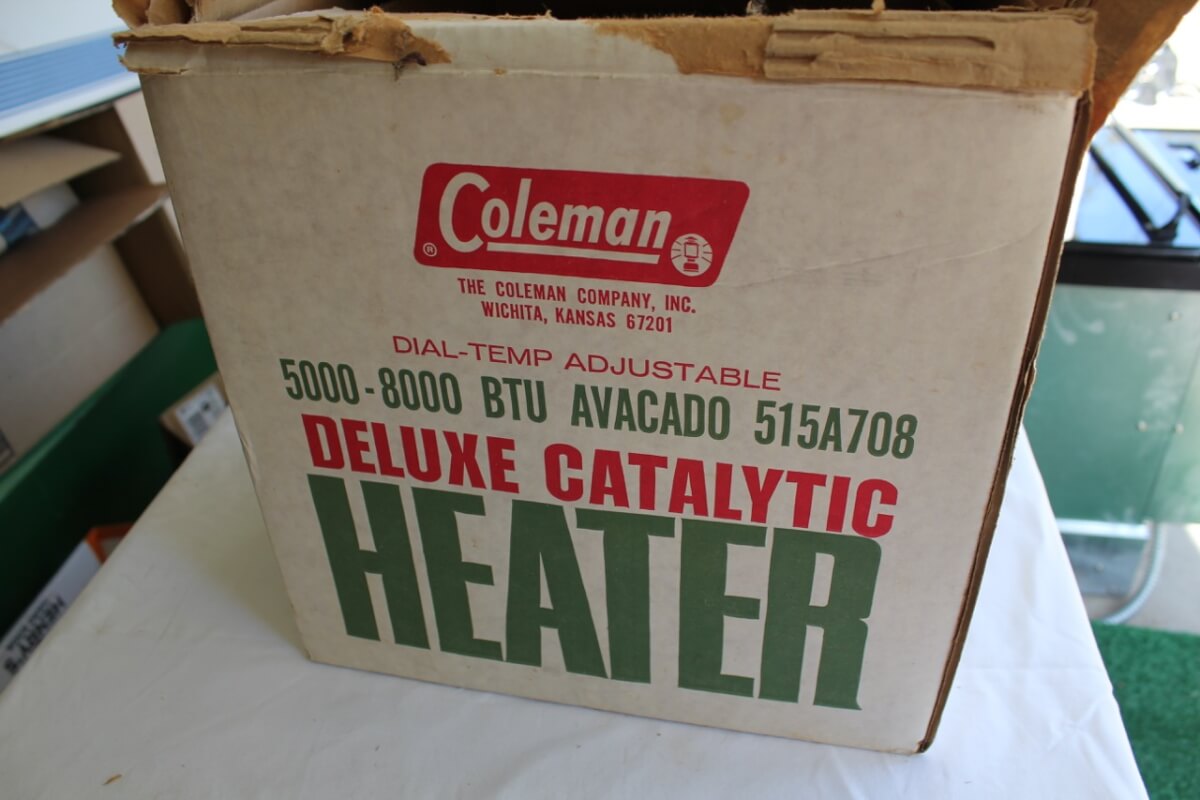 Coleman
®
THE COLEMAN COMPANY, INC.
WICHITA, KANSAS 67201
DIAL-TEMP ADJUSTABLE
5000-8000 BTU AVACADO 515A708
DELUXE CATALYTIC
HEATER
HENRY'S